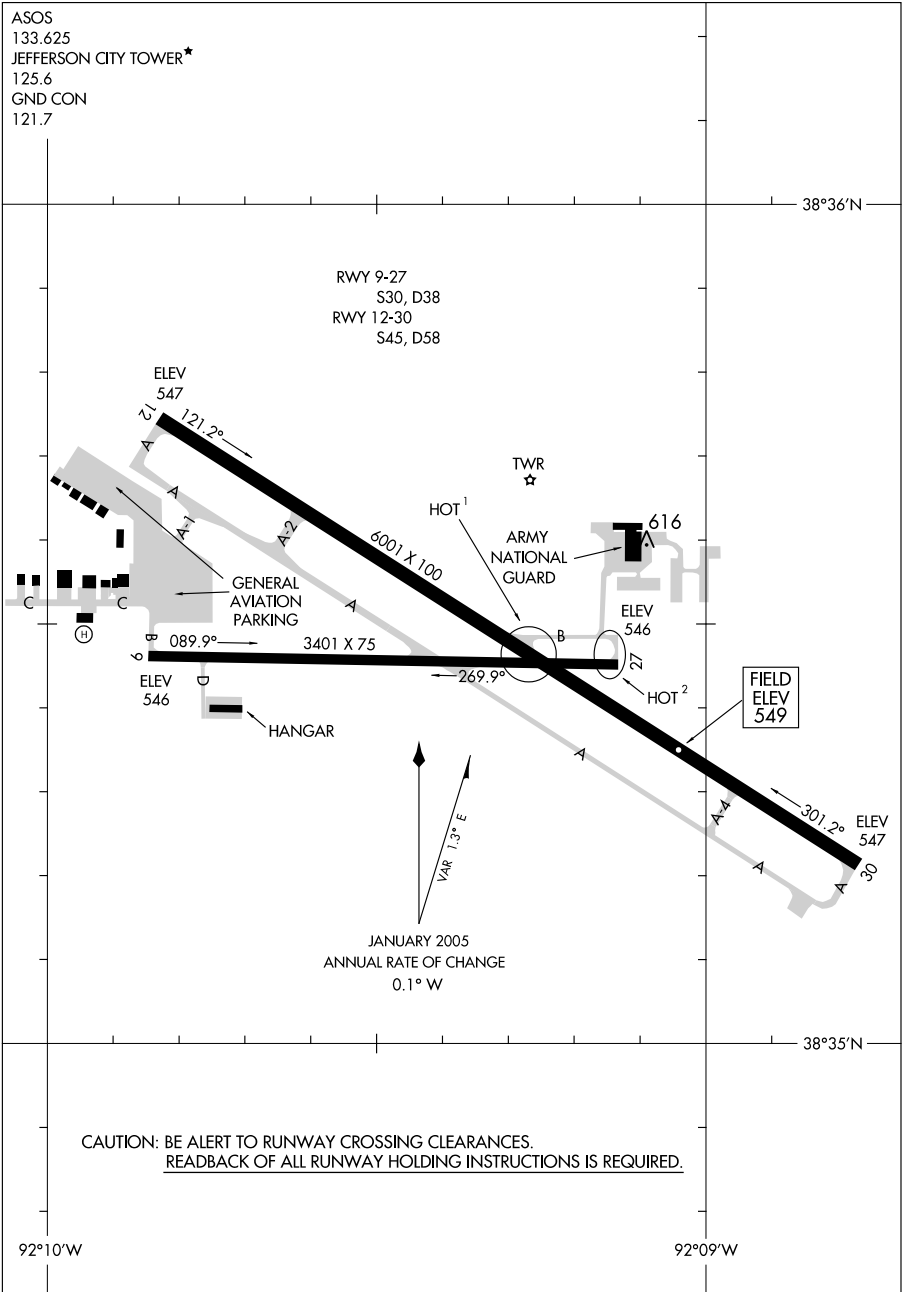 ASOS
133.625
JEFFERSON CITY TOWER★
125.6
GND CON
121.7
38°36'N
RWY 9-27
S30, D38
RWY 12-30
S45, D58
ELEV
547
12
121.2°
A
A
A-1
A-2
6001 X 100
TWR
HOT 1
ARMY
NATIONAL
GUARD
616
GENERAL
AVIATION
PARKING
A
C
C
H
B
9
089.9°
3401 X 75
269.9°
B
ELEV
546
27
HOT 2
ELEV
546
D
HANGAR
FIELD
ELEV
549
A
A-4
301.2°
ELEV
547
30
A
A
VAR 1.3° E
JANUARY 2005
ANNUAL RATE OF CHANGE
0.1° W
38°35'N
CAUTION: BE ALERT TO RUNWAY CROSSING CLEARANCES.
READBACK OF ALL RUNWAY HOLDING INSTRUCTIONS IS REQUIRED.
92°10'W
92°09'W